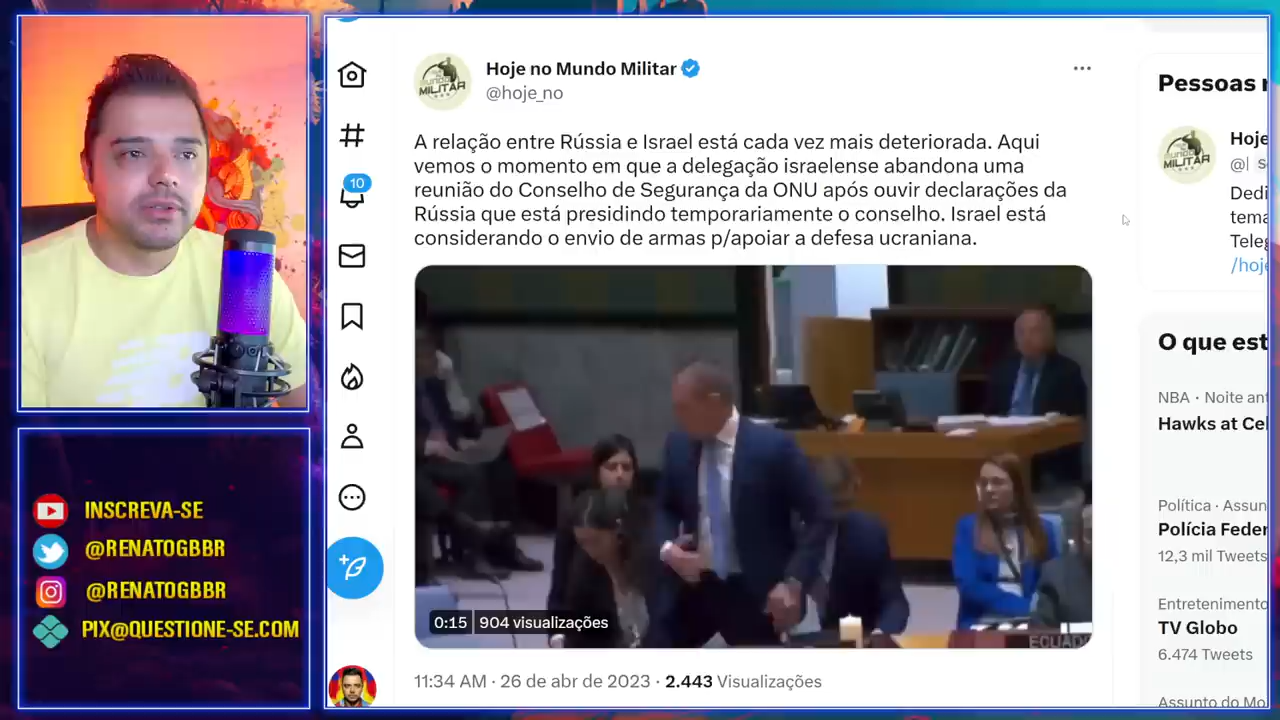 Hoje no Mundo Militar
@hoje_no
A relação entre Rússia e Israel está cada vez mais deteriorada. Aqui
vemos o momento em que a delegação israelense abandona uma
reunião do Conselho de Segurança da ONU após ouvir declarações da
Rússia que está presidindo temporariamente o conselho. Israel está
considerando o envio de armas p/apoiar a defesa ucraniana.
0:15 904 visualizações
ECUADO
11:34 AM · 26 de abr de 2023 · 2.443 Visualizações
10
Pessoas
MUNDO
MILITAR
Hoje
Dedi
tema
Teleg
/hoje
O que est
NBA · Noite ant
Hawks at Cel
Política · Assun
Polícia Feder
12,3 mil Tweets
Entretenimento
TV Globo
6.474 Tweets
Assunto do Mo
INSCREVA-SE
@RENATOGBBR
@RENATOGBBR
PIX@QUESTIONE-SE.COM